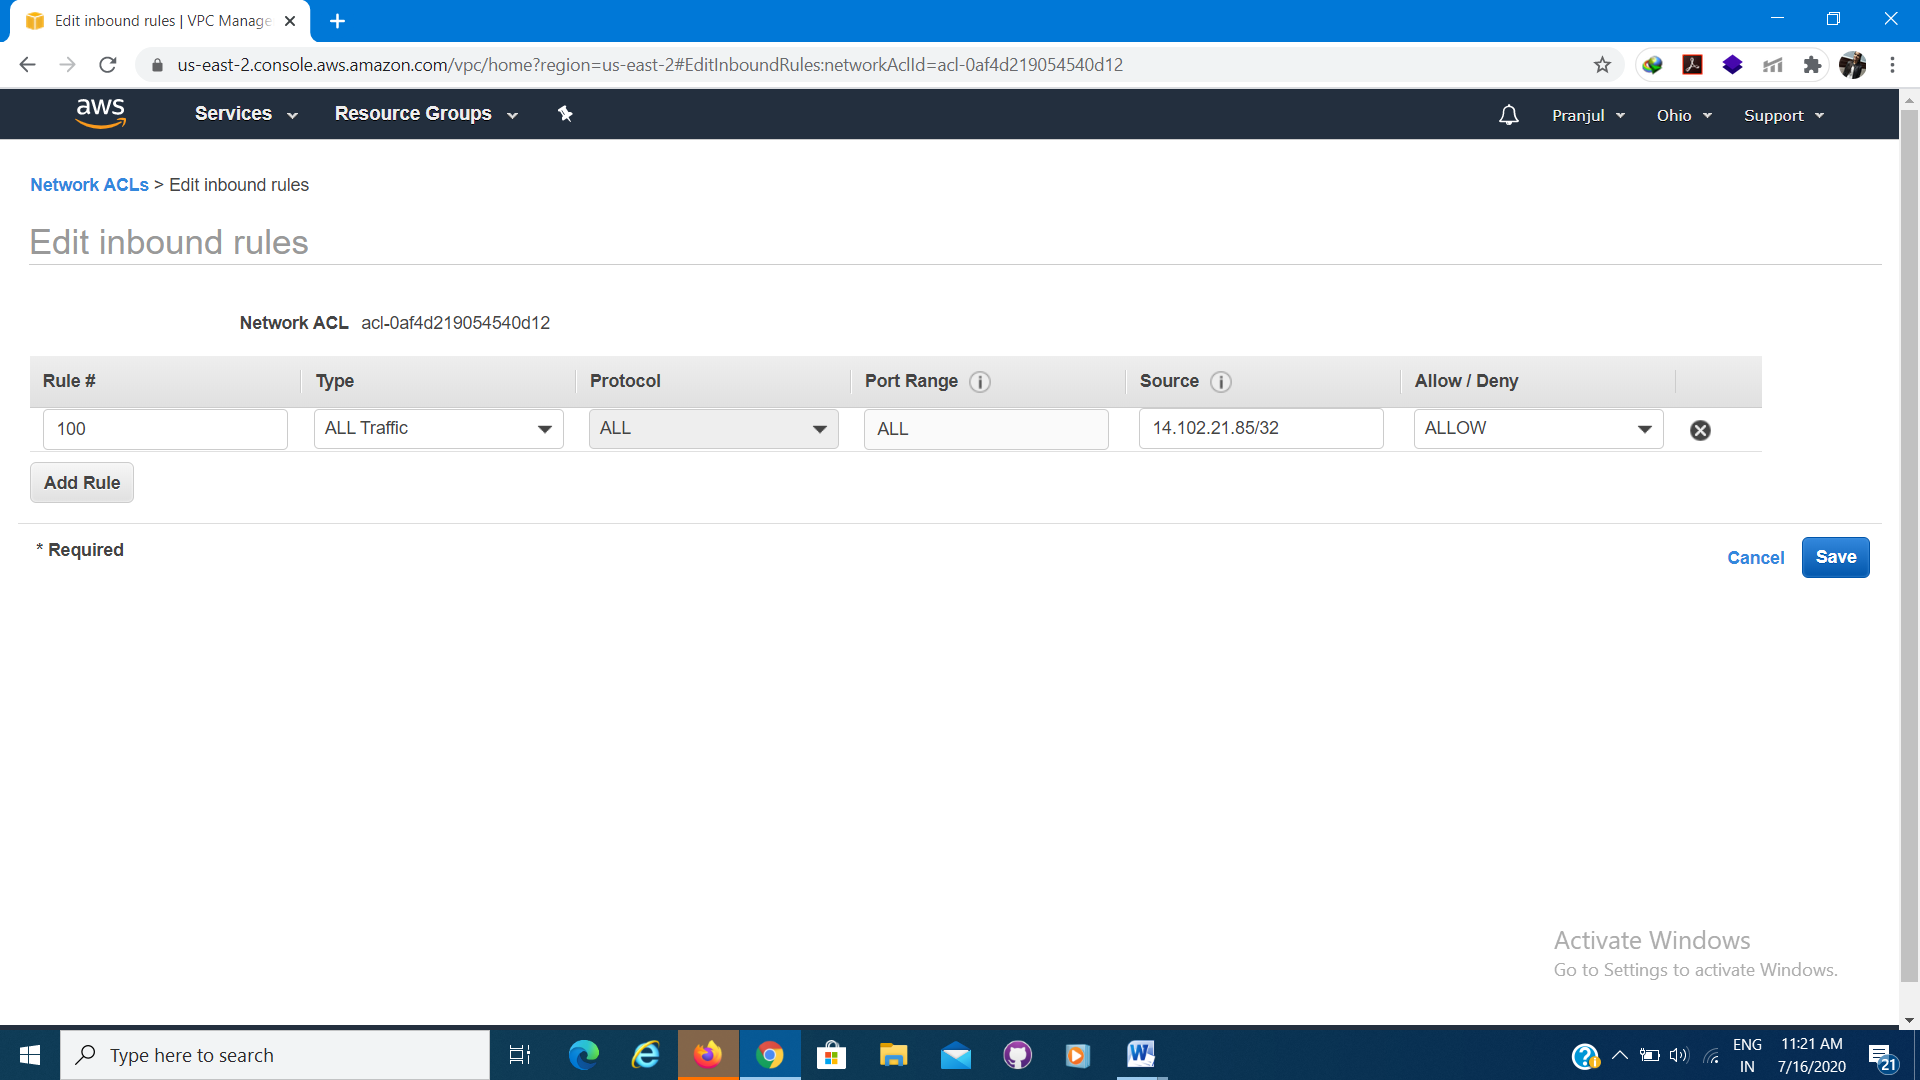 Edit inbound rules | VPC Manage
us-east-2.console.aws.amazon.com/vpc/home?region=us-east-2#EditInboundRules:networkAclId=acl-0af4d219054540d12
aws Services Resource Groups Pranjul Ohio Support
Network ACLs > Edit inbound rules
Edit inbound rules
Network ACL acl-0af4d219054540d12
Rule # Type Protocol Port Range Source Allow / Deny
100 ALL Traffic ALL ALL 14.102.21.85/32 ALLOW
Add Rule
* Required
Cancel Save
Activate Windows
Go to Settings to activate Windows.
Type here to search
ENG 11:21 AM
IN 7/16/2020 21